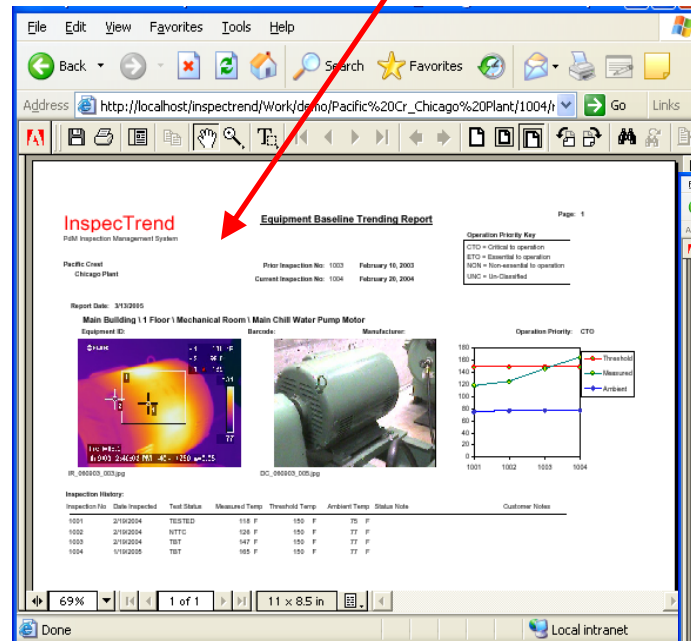 File Edit View Favorites Tools Help
Back Search Favorites
Address http://localhost/inspectrend/Work/demo/Pacific%20Cr_Chicago%20Plant/1004/r Go Links
InspecTrend
PdM Inspection Management System
Equipment Baseline Trending Report
Page: 1
Operation Priority Key
CTO = Critical to operation
ETO = Essential to operation
NON = Non-essential to operation
UNC = Un-Classified
Pacific Crest
Chicago Plant
Prior Inspection No: 1003 February 10, 2003
Current Inspection No: 1004 February 20, 2004
Report Date: 3/13/2005
Main Building \ 1 Floor \ Mechanical Room \ Main Chill Water Pump Motor
Equipment ID: Barcode: Manufacturer: Operation Priority: CTO
180
160
140
120
100
80
60
40
20
0
1001 1002 1003 1004
Threshold
Measured
Ambient
IR_090903_003.jpg DC_090903_005.jpg
Inspection History:
Inspection No Date Inspected Test Status Measured Temp Threshold Temp Ambient Temp Status Note Customer Notes
1001 2/19/2004 TESTED 118 F 150 F 75 F
1002 2/19/2004 NTTC 126 F 150 F 77 F
1003 2/19/2004 TBT 147 F 150 F 77 F
1004 1/19/2005 TBT 165 F 150 F 77 F
69% 1 of 1 11 x 8.5 in
Done Local intranet